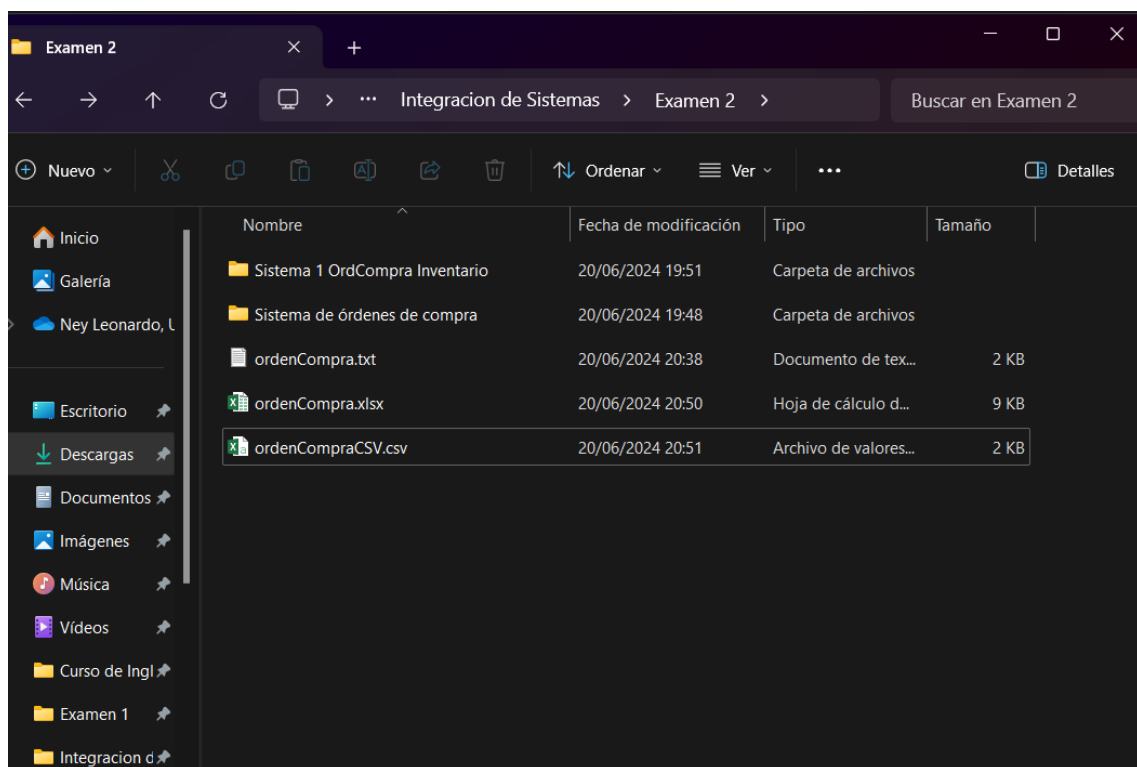 Examen 2
Integracion de Sistemas > Examen 2 >
Buscar en Examen 2
Nuevo
Ordenar
Ver
Detalles
Nombre Fecha de modificación Tipo Tamaño
Inicio
Galería
Ney Leonardo, U
Escritorio
Descargas
Documentos
Imágenes
Música
Vídeos
Curso de Ingl
Examen 1
Integracion d
Sistema 1 OrdCompra Inventario 20/06/2024 19:51 Carpeta de archivos
Sistema de órdenes de compra 20/06/2024 19:48 Carpeta de archivos
ordenCompra.txt 20/06/2024 20:38 Documento de tex... 2 KB
ordenCompra.xlsx 20/06/2024 20:50 Hoja de cálculo d... 9 KB
ordenCompraCSV.csv 20/06/2024 20:51 Archivo de valores... 2 KB